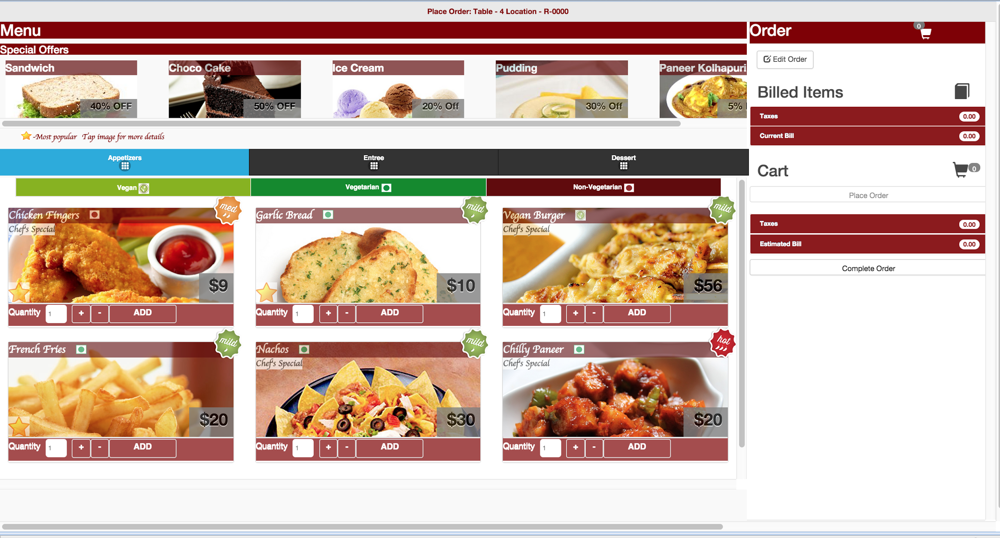 Place Order: Table - 4 Location - R-0000
Menu
Special Offers
Sandwich
40% OFF
Choco Cake
50% OFF
Ice Cream
20% Off
Pudding
30% Off
Paneer Kolhapuri
5%
-Most popular Tap image for more details
Appetizers
Entree
Dessert
Vegan
Vegetarian
Non-Vegetarian
Chicken Fingers
med
Chef's Special
$9
Quantity 1 + - ADD
Garlic Bread
mild
$10
Quantity 1 + - ADD
Vegan Burger
mild
Chef's Special
$56
Quantity 1 + - ADD
French Fries
mild
$20
Quantity 1 + - ADD
Nachos
mild
Chef's Special
$30
Quantity 1 + - ADD
Chilly Paneer
hot
Chef's Special
$20
Quantity 1 + - ADD
Order
0
Edit Order
Billed Items
Taxes 0.00
Current Bill 0.00
Cart 0
Place Order
Taxes 0.00
Estimated Bill 0.00
Complete Order